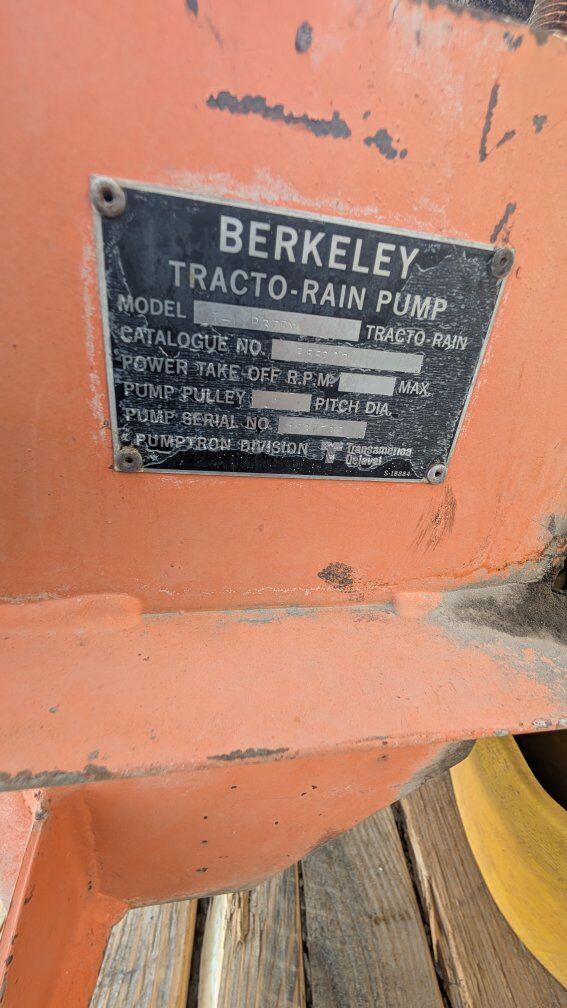 BERKELEY
TRACTO-RAIN PUMP
MODEL TRACTO-RAIN
CATALOGUE NO.
POWER TAKE OFF R.P.M. MAX.
PUMP PULLEY PITCH DIA.
PUMP SERIAL NO.
PUMPTRON DIVISION Transamerica
Delaval
S-18884